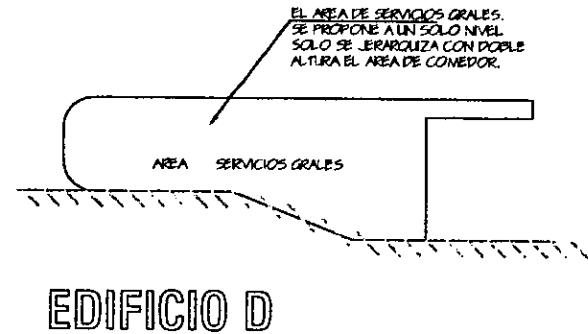 EL AREA DE SERVICIOS GRALES.
SE PROPONE A UN SOLO NIVEL
SOLO SE JERARQUIZA CON DOBLE
ALTURA EL AREA DE COMEDOR.
AREA SERVICIOS GRALES
EDIFICIO D